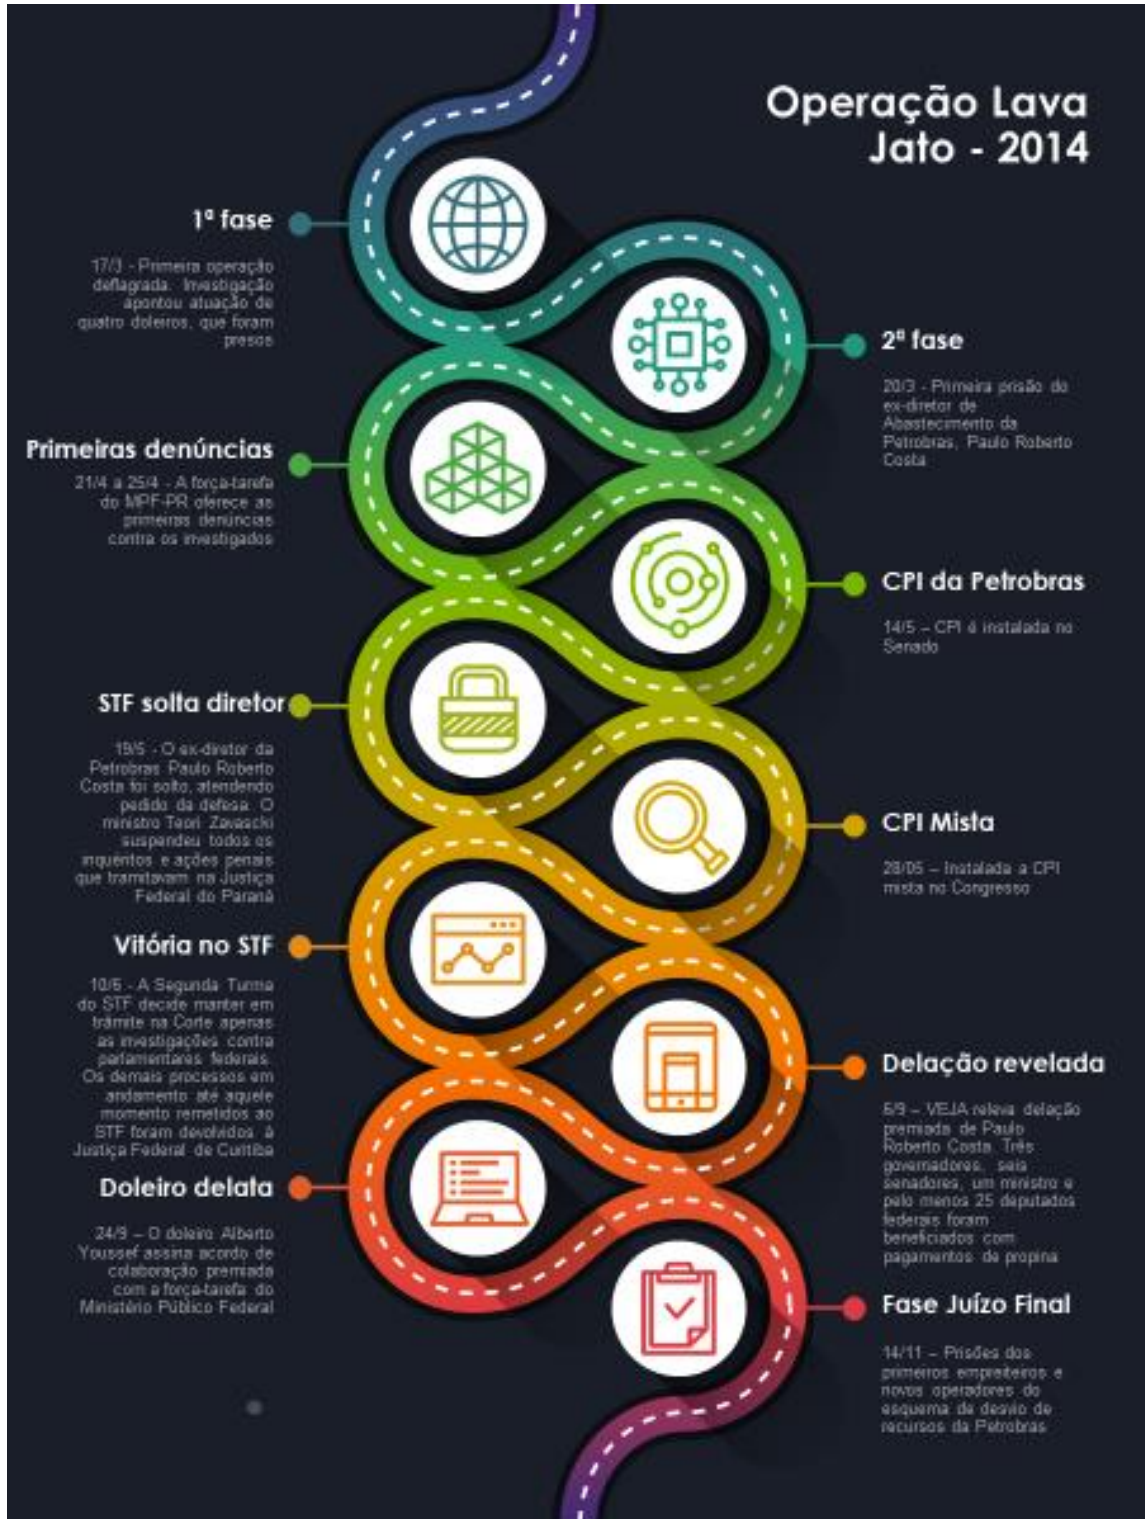 Operação Lava
Jato - 2014
1ª fase
17/3 - Primeira operação
deflagrada. Investigação
apontou atuação de
quatro doleiros, que foram
presos
2ª fase
20/3 - Primeira prisão do
ex-diretor de
Abastecimento da
Petrobras, Paulo Roberto
Costa
Primeiras denúncias
21/4 a 25/4 - A força-tarefa
do MPF-PR oferece as
primeiras denúncias
contra os investigados
CPI da Petrobras
14/5 – CPI é instalada no
Senado
STF solta diretor
19/5 - O ex-diretor da
Petrobras Paulo Roberto
Costa foi solto, atendendo
pedido da defesa. O
ministro Teori Zavascki
suspendeu todos os
inquéritos e ações penais
que tramitavam na Justiça
Federal do Paraná
CPI Mista
28/05 – Instalada a CPI
mista no Congresso
Vitória no STF
10/6 - A Segunda Turma
do STF decide manter em
trâmite na Corte apenas
as investigações contra
parlamentares federais.
Os demais processos em
andamento até aquele
momento remetidos ao
STF foram devolvidos à
Justiça Federal de Curitiba
Delação revelada
6/9 – VEJA releva delação
premiada de Paulo
Roberto Costa. Três
governadores, seis
senadores, um ministro e
pelo menos 25 deputados
federais foram
beneficiados com
pagamentos de propina
Doleiro delata
24/9 – O doleiro Alberto
Youssef assina acordo de
colaboração premiada
com a força-tarefa do
Ministério Público Federal
Fase Juízo Final
14/11 – Prisões dos
primeiros empreiteiros e
novos operadores do
esquema de desvio de
recursos da Petrobras